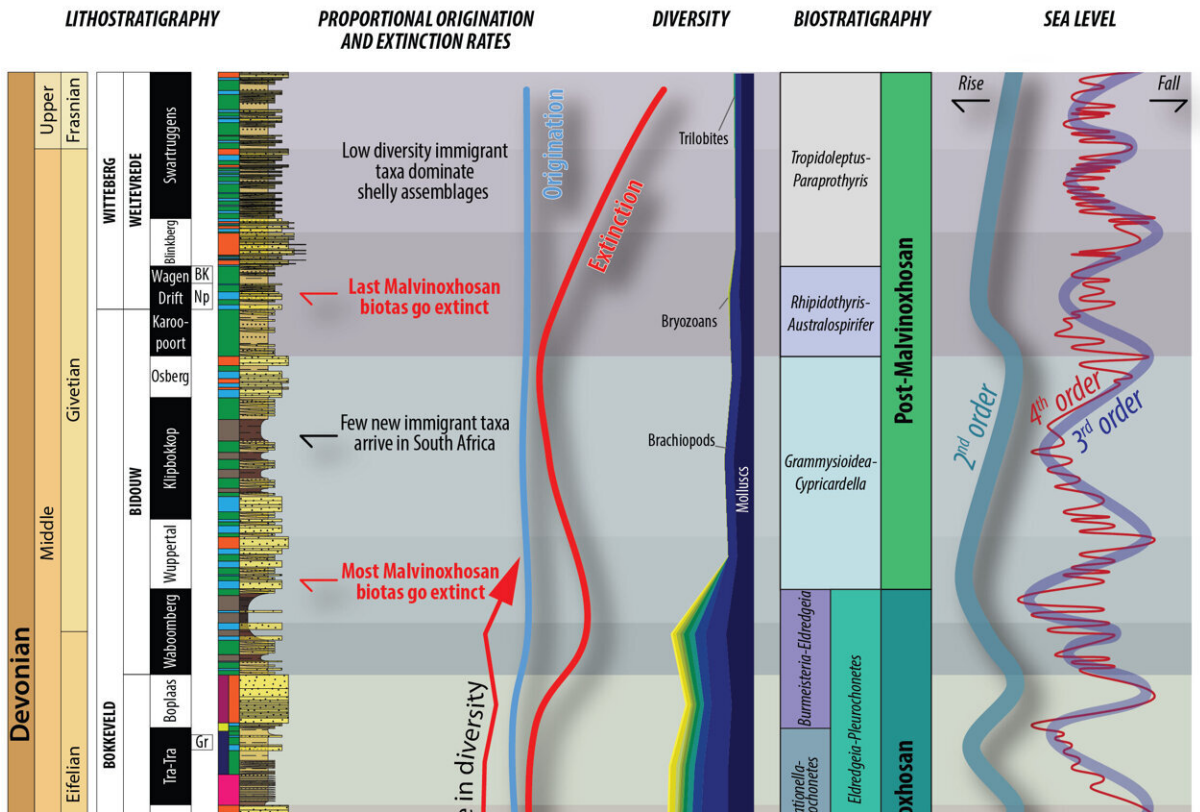 LITHOSTRATIGRAPHY
PROPORTIONAL ORIGINATION
AND EXTINCTION RATES
DIVERSITY
BIOSTRATIGRAPHY
SEA LEVEL
Devonian
Upper
Middle
Frasnian
Givetian
Eifelian
WITTEBERG
BOKKEVELD
WELTEVREDE
BIDOUW
Swartruggens
Blinkberg
Wagen
Drift
BK
Np
Karoo-
poort
Osberg
Klipbokkop
Wuppertal
Waboomberg
Boplaas
Tra-Tra
Gr
Low diversity immigrant
taxa dominate
shelly assemblages
Last Malvinoxhosan
biotas go extinct
Few new immigrant taxa
arrive in South Africa
Most Malvinoxhosan
biotas go extinct
in diversity
Origination
Extinction
Trilobites
Bryozoans
Brachiopods
Molluscs
Tropidoleptus-
Paraprothyris
Rhipidothyris-
Australospirifer
Grammysioidea-
Cypricardella
Burmeisteria-Eldredgeia
Eldredgeia-Pleurochonetes
Post-Malvinoxhosan
Rise
Fall
2nd order
4th order
3rd order